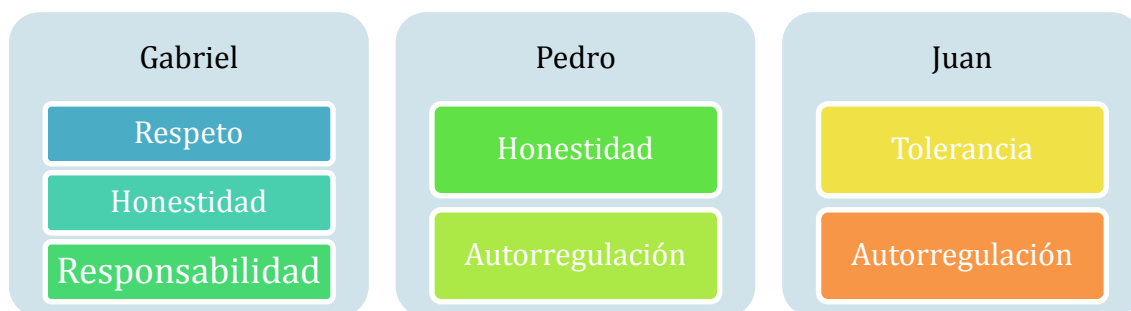 Gabriel
Respeto
Honestidad
Responsabilidad
Pedro
Honestidad
Autorregulación
Juan
Tolerancia
Autorregulación